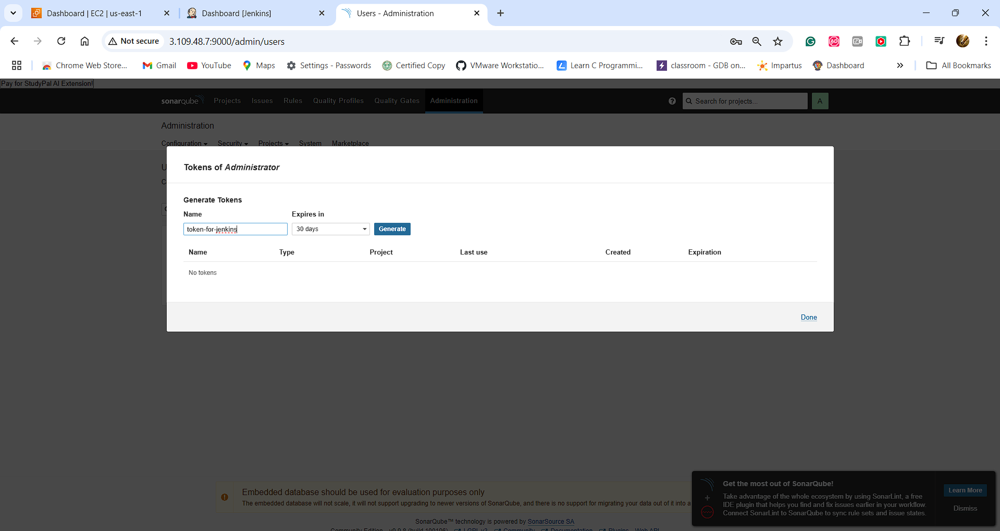 Dashboard | EC2 | us-east-1
Dashboard [Jenkins]
Users - Administration
Not secure
3.109.48.7:9000/admin/users
Chrome Web Store...
Gmail
YouTube
Maps
Settings - Passwords
Certified Copy
VMware Workstatio...
Learn C Programmi...
classroom - GDB on...
Impartus
Dashboard
All Bookmarks
Pay for StudyPal AI Extension!
sonarqube
Projects
Issues
Rules
Quality Profiles
Quality Gates
Administration
Search for projects...
A
Administration
Configuration
Security
Projects
System
Marketplace
Tokens of Administrator
Generate Tokens
Name
Expires in
token-for-jenkins
30 days
Generate
Name
Type
Project
Last use
Created
Expiration
No tokens
Done
Embedded database should be used for evaluation purposes only
The embedded database will not scale, it will not support upgrading to newer versions of SonarQube, and there is no support for migrating your data out of it into a
Get the most out of SonarQube!
Take advantage of the whole ecosystem by using SonarLint, a free
IDE plugin that helps you find and fix issues earlier in your workflow.
Connect SonarLint to SonarQube to sync rule sets and issue states.
Learn More
Dismiss
SonarQube™ technology is powered by SonarSource SA
Community Edition
LGPL v3
Community
Documentation
Plugins
Web API